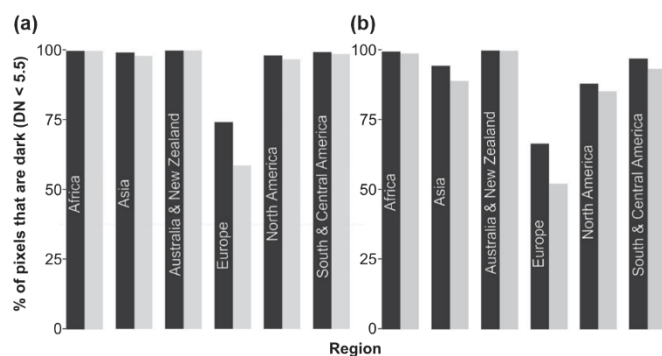 (a)
(b)
% of pixels that are dark (DN < 5.5)
100
75
50
25
0
Africa
Asia
Australia & New Zealand
Europe
North America
South & Central America
100
75
50
25
0
Africa
Asia
Australia & New Zealand
Europe
North America
South & Central America
Region